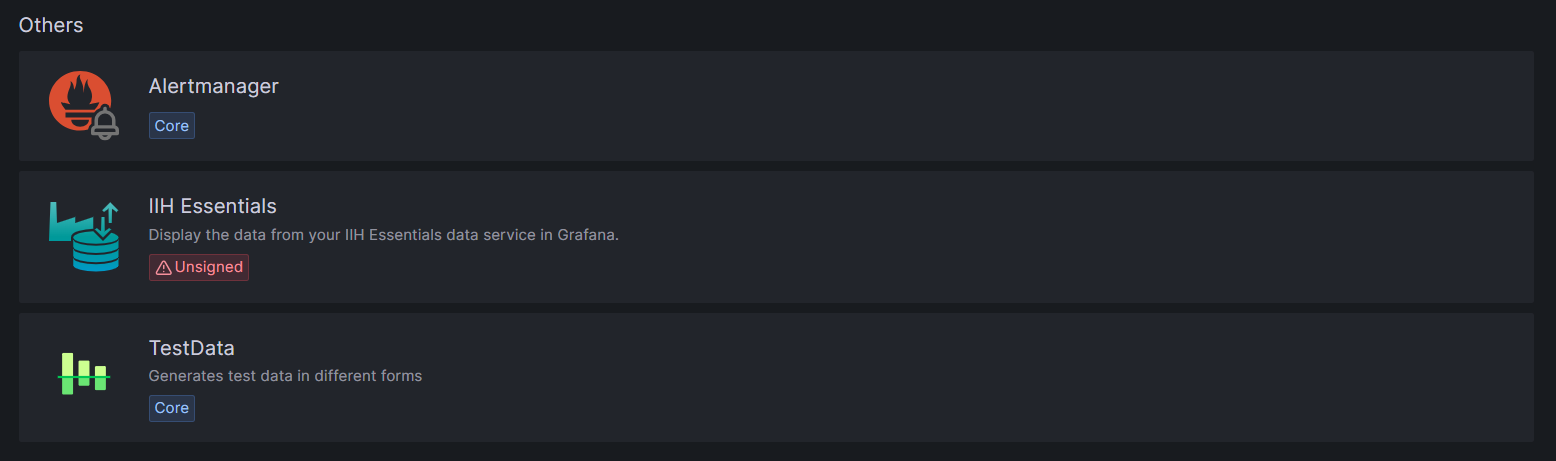 Others
Alertmanager
Core
IIH Essentials
Display the data from your IIH Essentials data service in Grafana.
Unsigned
TestData
Generates test data in different forms
Core